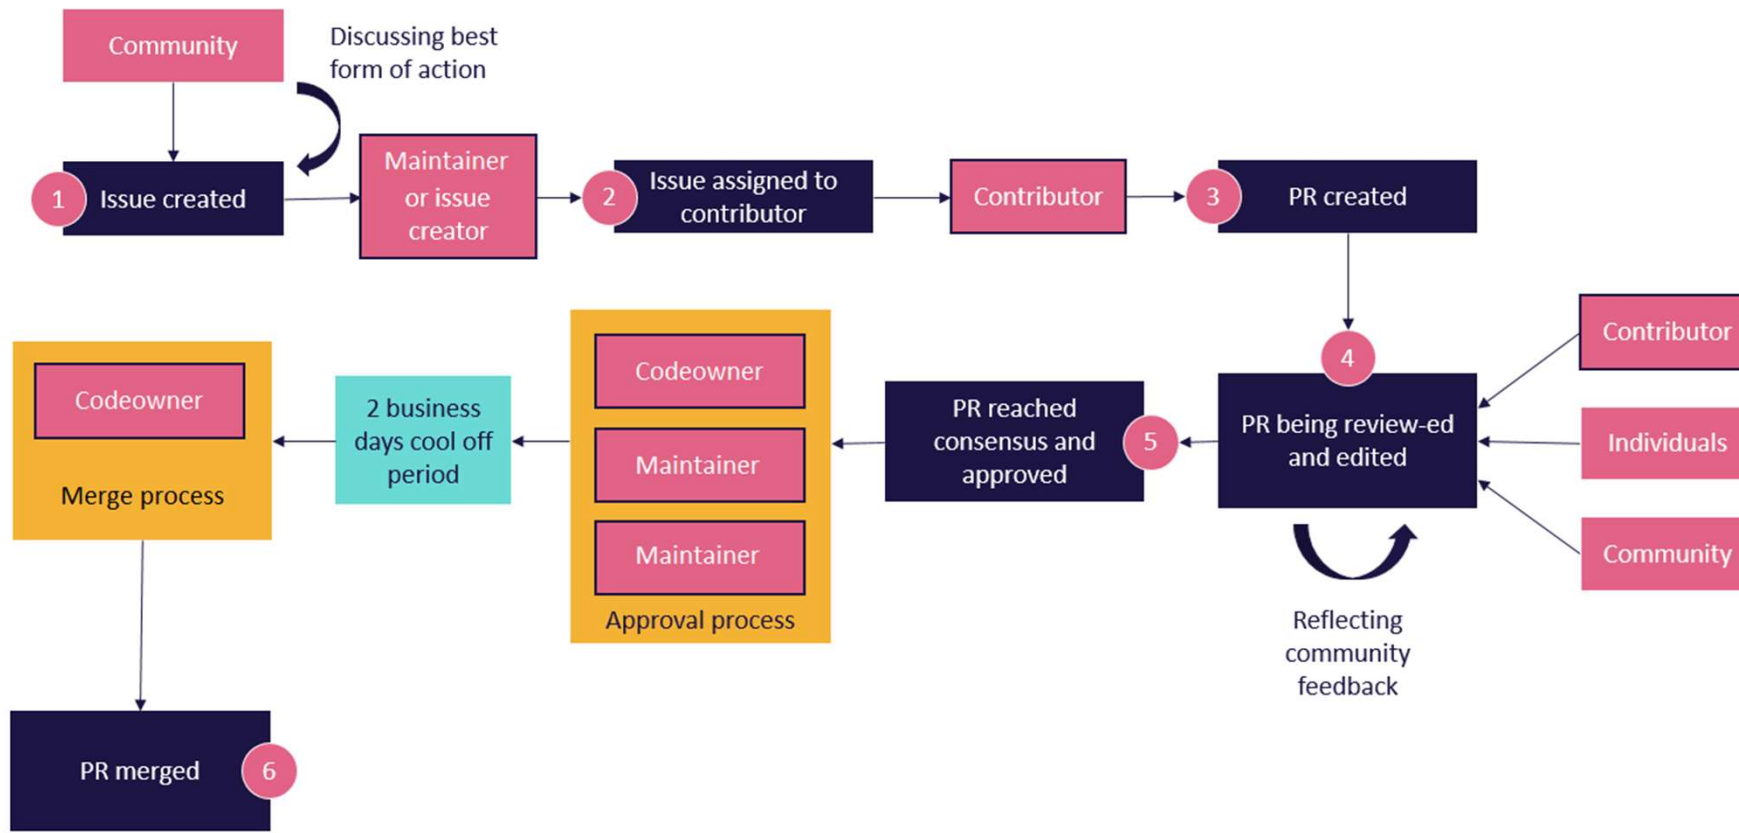 Community
Discussing best
form of action
1
Issue created
Maintainer
or issue
creator
2
Issue assigned to
contributor
Contributor
3
PR created
4
PR being review-ed
and edited
Contributor
Individuals
Community
Reflecting
community
feedback
5
PR reached
consensus and
approved
Codeowner
Maintainer
Maintainer
Approval process
2 business
days cool off
period
Codeowner
Merge process
PR merged
6